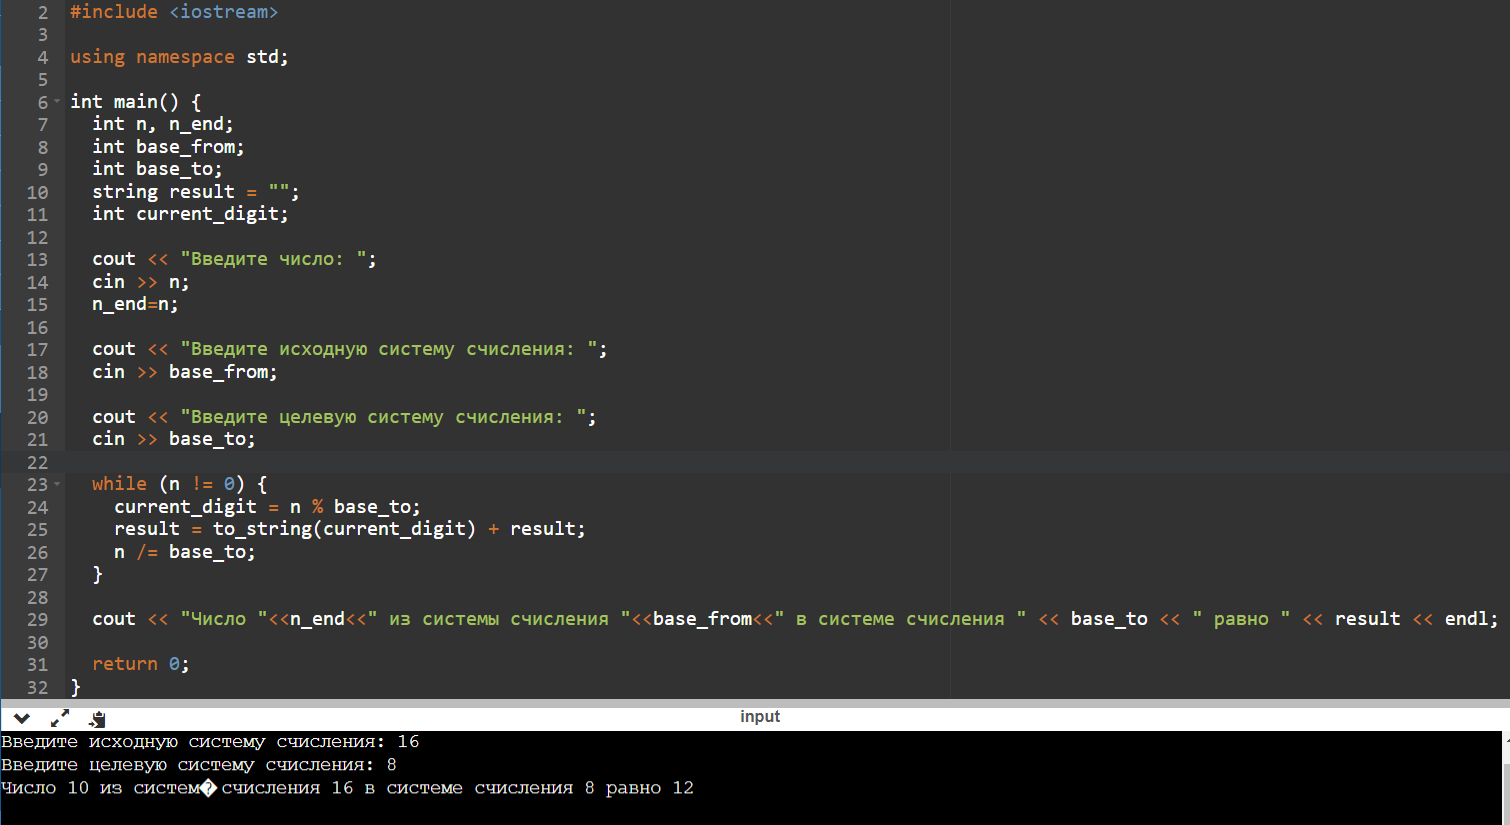 2 #include <iostream>
3
4 using namespace std;
5
6 int main() {
7 int n, n_end;
8 int base_from;
9 int base_to;
10 string result = "";
11 int current_digit;
12
13 cout << "Введите число: ";
14 cin >> n;
15 n_end=n;
16
17 cout << "Введите исходную систему счисления: ";
18 cin >> base_from;
19
20 cout << "Введите целевую систему счисления: ";
21 cin >> base_to;
22
23 while (n != 0) {
24 current_digit = n % base_to;
25 result = to_string(current_digit) + result;
26 n /= base_to;
27 }
28
29 cout << "Число "<<n_end<<" из системы счисления "<<base_from<<" в системе счисления " << base_to << " равно " << result << endl;
30
31 return 0;
32 }
input
Введите исходную систему счисления: 16
Введите целевую систему счисления: 8
Число 10 из систем�счисления 16 в системе счисления 8 равно 12